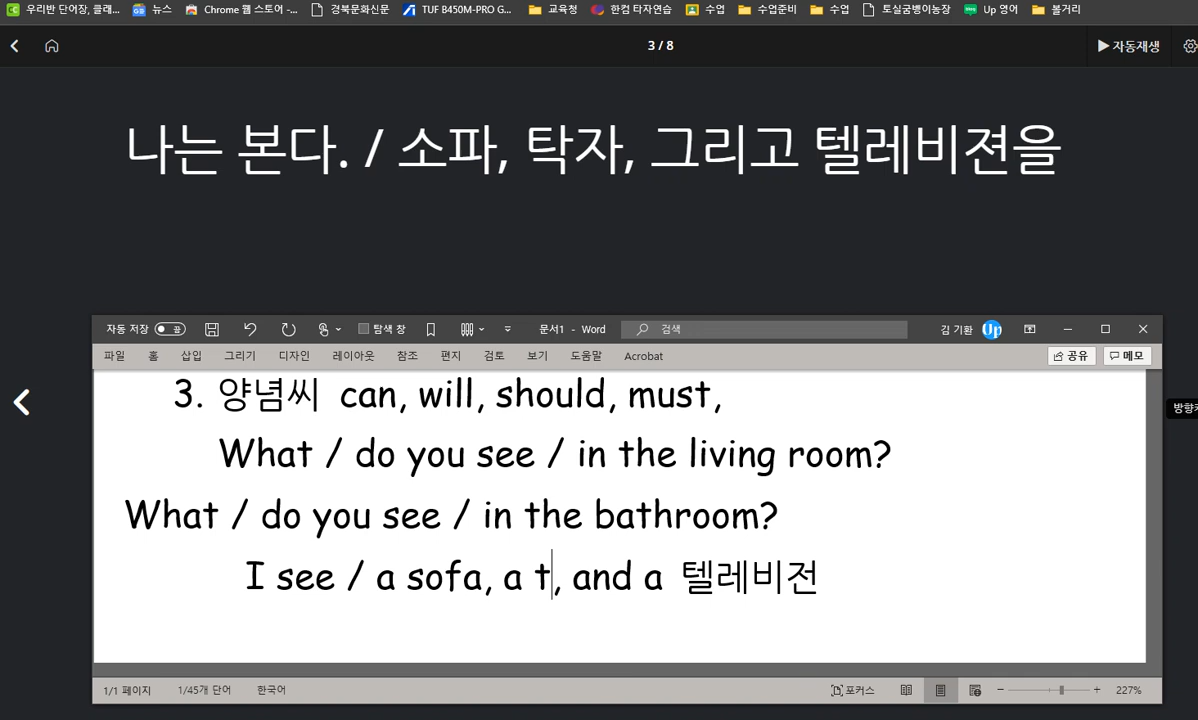 우리반 단어장, 클래... 뉴스 Chrome 웹 스토어 -... 경북문화신문 TUF B450M-PRO G... 교육청 한컴 타자연습 수업 수업준비 수업 토실굼벵이농장 Up 영어 볼거리
3 / 8 ▶자동재생
나는 본다. / 소파, 탁자, 그리고 텔레비젼을
자동 저장 끔 탐색 창 문서1 - Word 검색 김 기환 Up
파일 홈 삽입 그리기 디자인 레이아웃 참조 편지 검토 보기 도움말 Acrobat 공유 메모
3. 양념씨 can, will, should, must,
방향키
What / do you see / in the living room?
What / do you see / in the bathroom?
I see / a sofa, a t, and a 텔레비전
1/1 페이지 1/45개 단어 한국어 포커스 227%